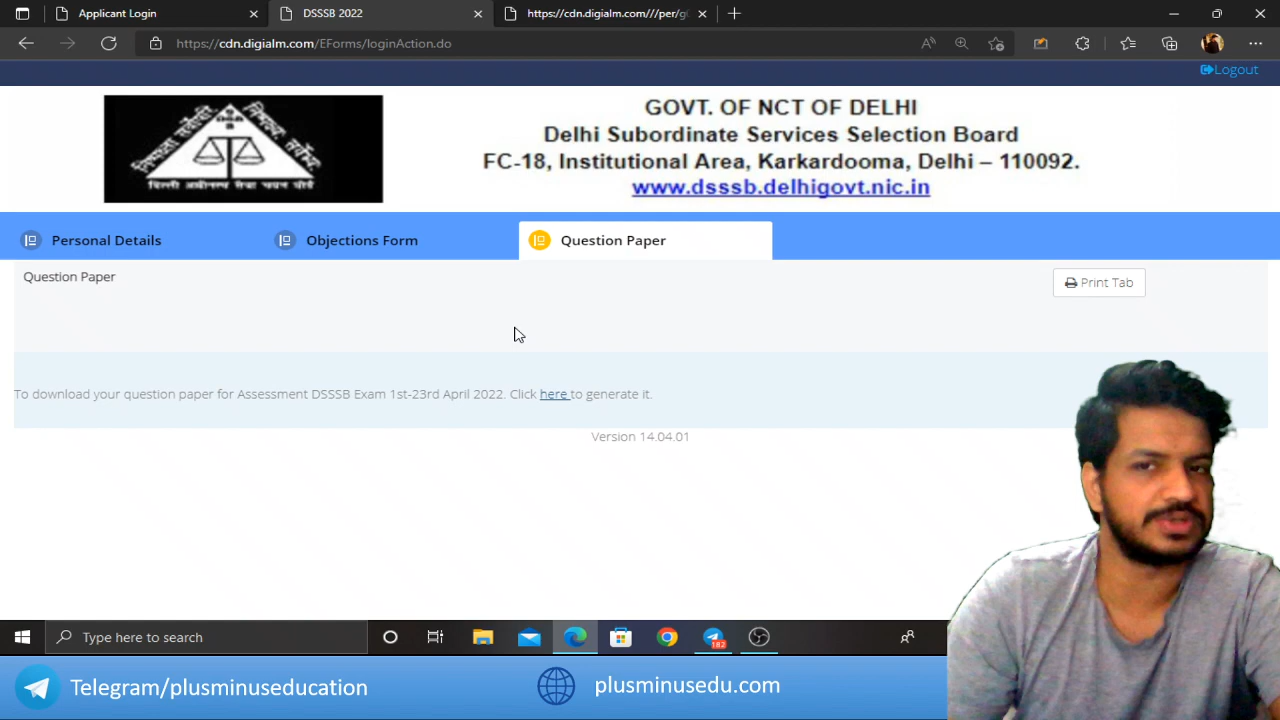 Applicant Login
DSSSB 2022
https://cdn.digialm.com///per/g
https://cdn.digialm.com/EForms/loginAction.do
Logout
GOVT. OF NCT OF DELHI
Delhi Subordinate Services Selection Board
FC-18, Institutional Area, Karkardooma, Delhi – 110092.
www.dsssb.delhigovt.nic.in
Personal Details
Objections Form
Question Paper
Question Paper
Print Tab
To download your question paper for Assessment DSSSB Exam 1st-23rd April 2022. Click here to generate it.
Version 14.04.01
Type here to search
182
Telegram/plusminuseducation
plusminusedu.com